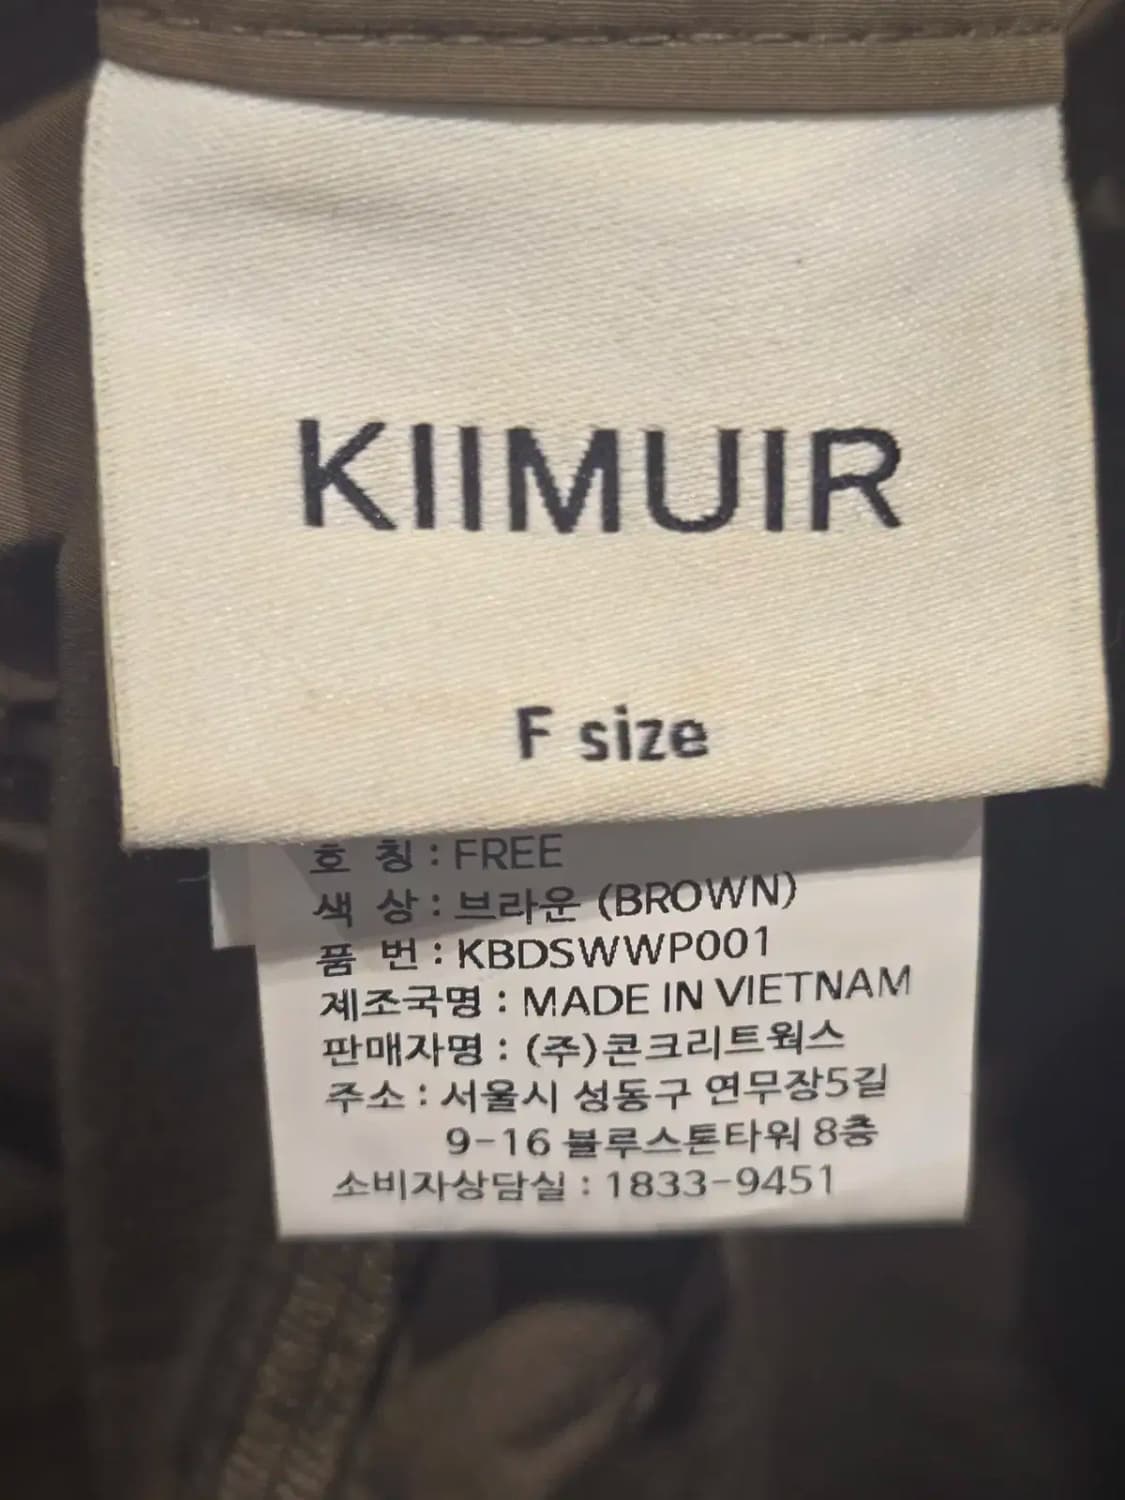 KIIMUIR
F size
호 칭 : FREE
색 상 : 브라운 (BROWN)
품 번 : KBDSWWP001
제조국명 : MADE IN VIETNAM
판매자명 : (주)콘크리트웍스
주소 : 서울시 성동구 연무장5길
9-16 블루스톤타워 8층
소비자상담실 : 1833-9451